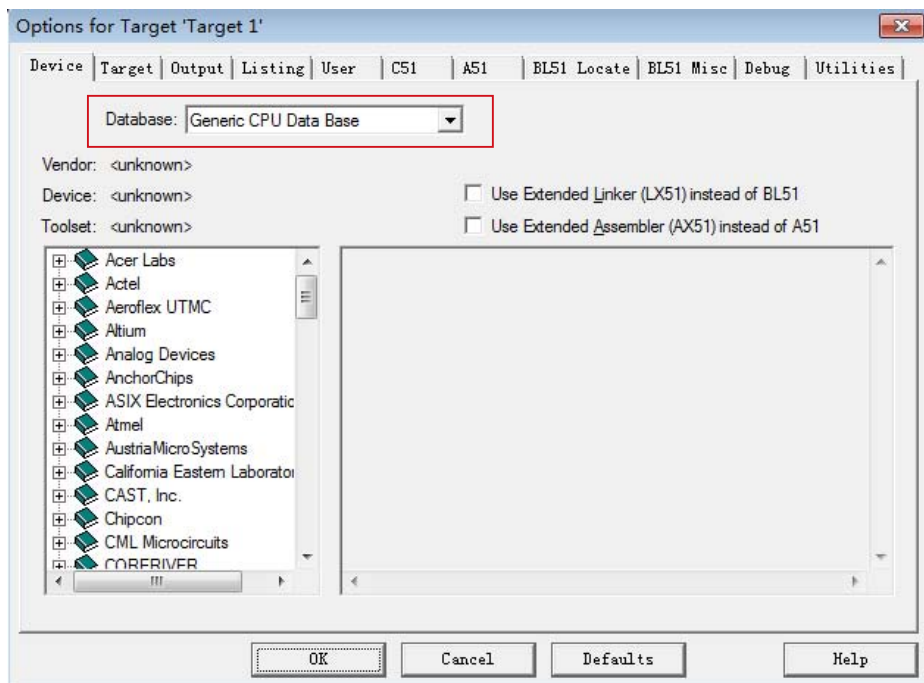 Options for Target 'Target 1'
Device Target Output Listing User C51 A51 BL51 Locate BL51 Misc Debug Utilities
Database: Generic CPU Data Base
Vendor: <unknown>
Device: <unknown>
Use Extended Linker (LX51) instead of BL51
Toolset: <unknown>
Use Extended Assembler (AX51) instead of A51
Acer Labs
Actel
Aeroflex UTMC
Altium
Analog Devices
AnchorChips
ASIX Electronics Corporatic
Atmel
AustriaMicroSystems
California Eastern Laborator
CAST, Inc.
Chipcon
CML Microcircuits
CORERIVER
OK Cancel Defaults Help